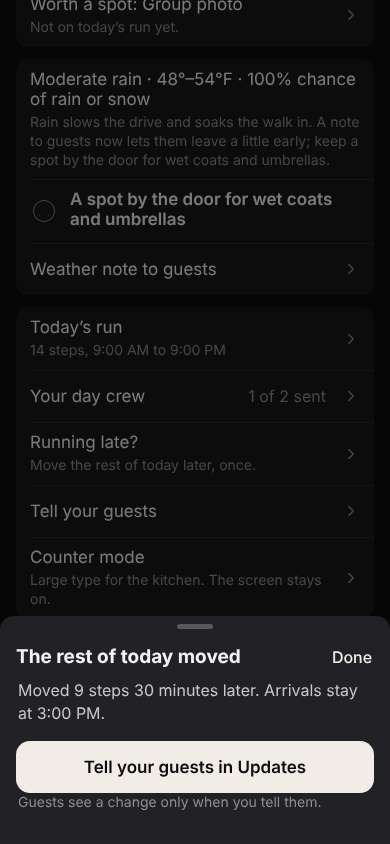 Worth a spot: Group photo
Not on today’s run yet.
Moderate rain · 48°–54°F · 100% chance
of rain or snow
Rain slows the drive and soaks the walk in. A note
to guests now lets them leave a little early; keep a
spot by the door for wet coats and umbrellas.
A spot by the door for wet coats
and umbrellas
Weather note to guests
Today’s run
14 steps, 9:00 AM to 9:00 PM
Your day crew 1 of 2 sent
Running late?
Move the rest of today later, once.
Tell your guests
Counter mode
Large type for the kitchen. The screen stays
on.
The rest of today moved Done
Moved 9 steps 30 minutes later. Arrivals stay
at 3:00 PM.
Tell your guests in Updates
Guests see a change only when you tell them.